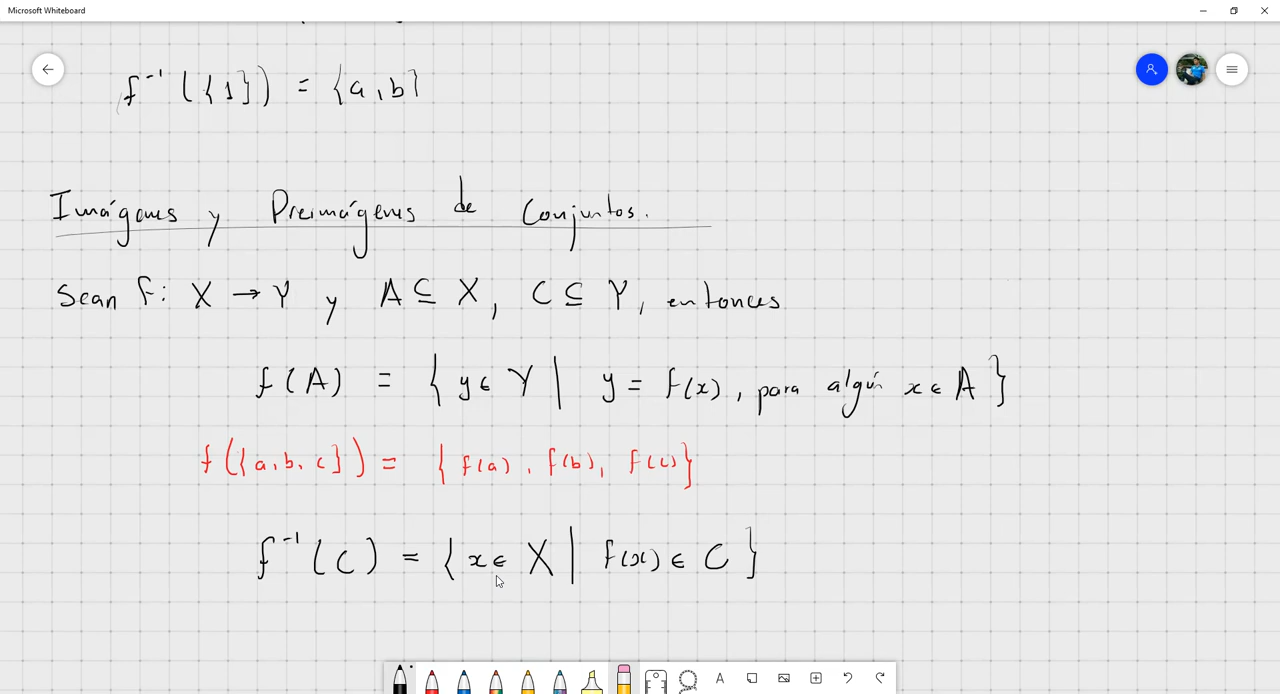 Microsoft Whiteboard
f⁻¹({1}) = {a,b}
Imágenes y Preimágenes de Conjuntos.
Sean f: X → Y y A ⊆ X, C ⊆ Y, entonces
f(A) = { y ∈ Y | y = f(x), para algún x ∈ A }
f({a,b,c}) = { f(a), f(b), f(c) }
f⁻¹(C) = { x ∈ X | f(x) ∈ C }